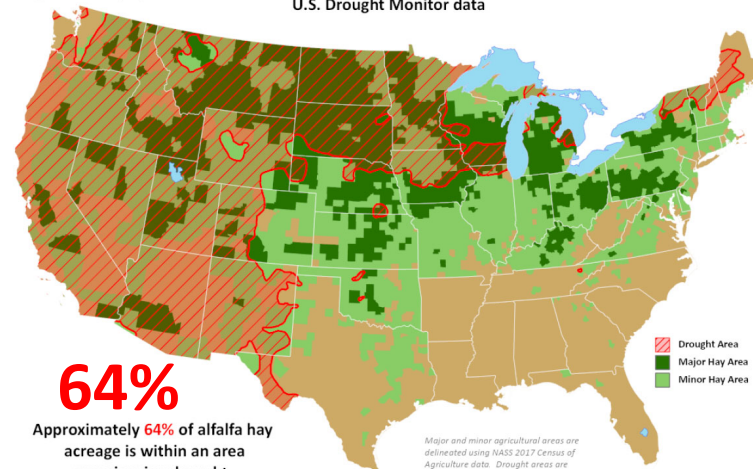 U.S. Drought Monitor data
Drought Area
Major Hay Area
Minor Hay Area
64%
Approximately 64% of alfalfa hay
acreage is within an area
Major and minor agricultural areas are
delineated using NASS 2017 Census of
Agriculture data. Drought areas are